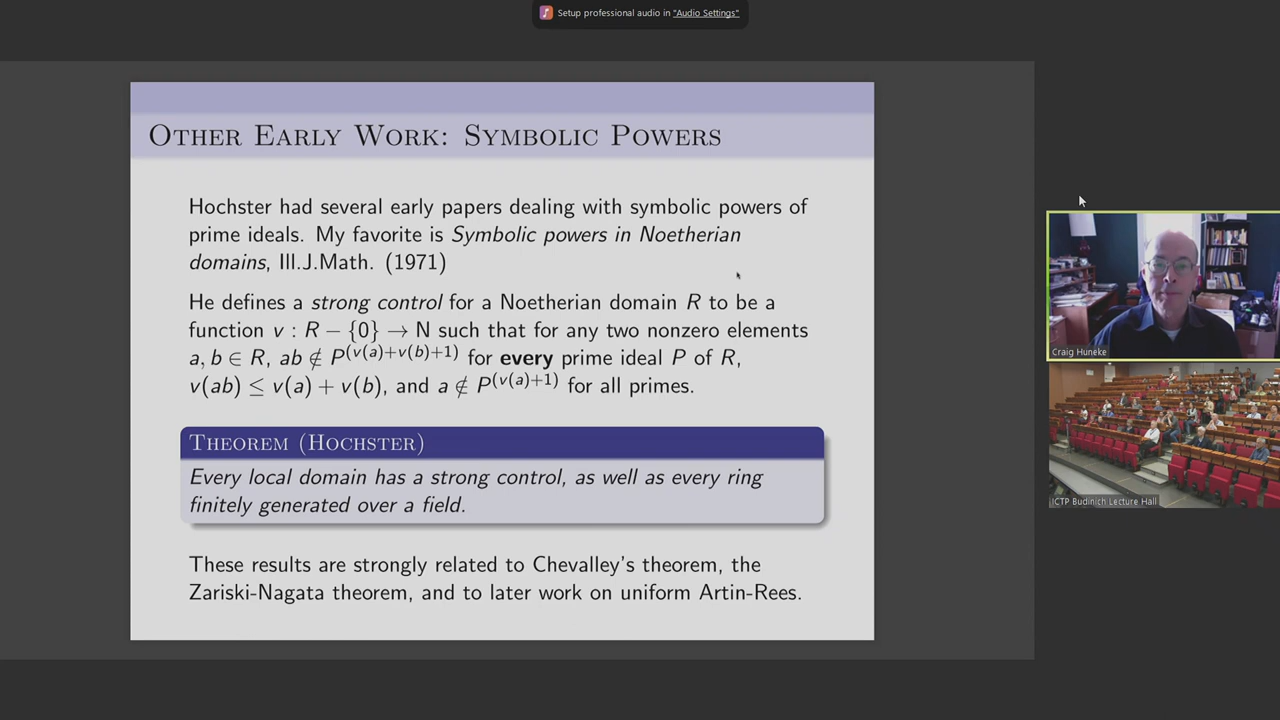 Setup professional audio in "Audio Settings"
OTHER EARLY WORK: SYMBOLIC POWERS
Hochster had several early papers dealing with symbolic powers of
prime ideals. My favorite is Symbolic powers in Noetherian
domains, Ill.J.Math. (1971)
He defines a strong control for a Noetherian domain R to be a
function v : R − {0} → N such that for any two nonzero elements
a, b ∈ R, ab ∉ P^(v(a)+v(b)+1) for every prime ideal P of R,
v(ab) ≤ v(a) + v(b), and a ∉ P^(v(a)+1) for all primes.
THEOREM (HOCHSTER)
Every local domain has a strong control, as well as every ring
finitely generated over a field.
These results are strongly related to Chevalley's theorem, the
Zariski-Nagata theorem, and to later work on uniform Artin-Rees.
Craig Huneke
ICTP Budinich Lecture Hall